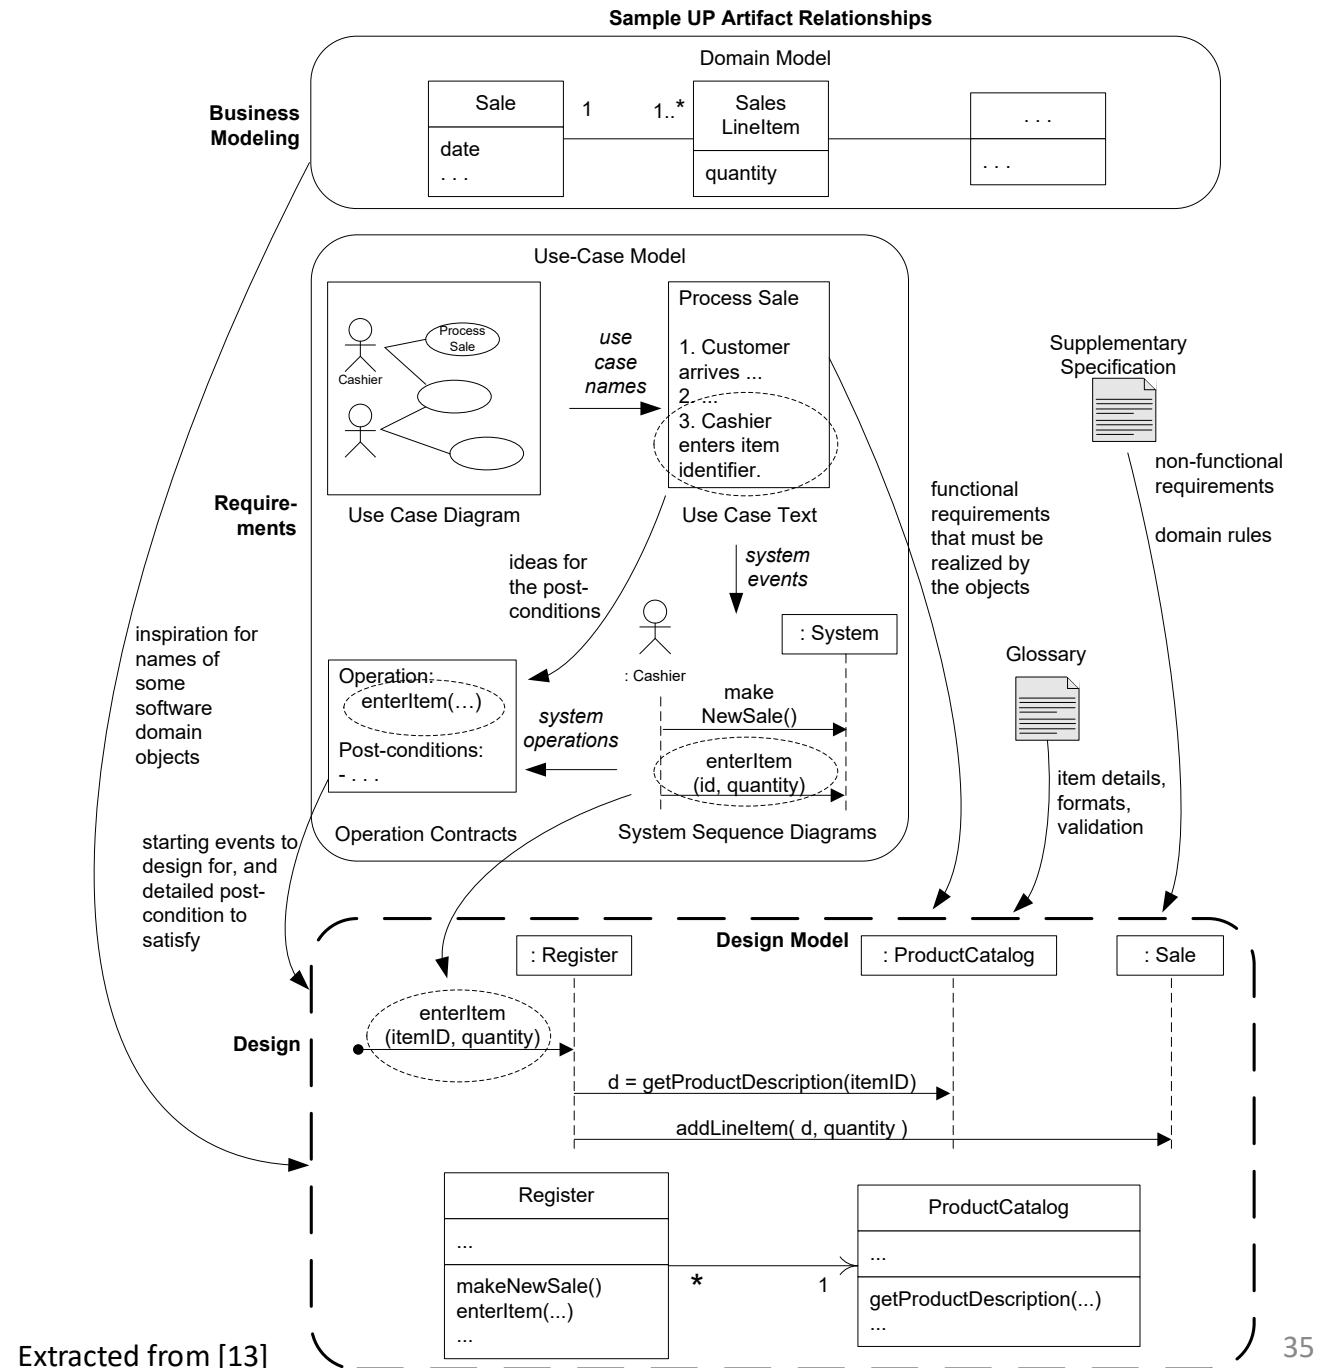 Sample UP Artifact Relationships
Domain Model
Business
Modeling
Sale
date
. . .
1
1..*
Sales
LineItem
quantity
. . .
. . .
Use-Case Model
Process
Sale
Cashier
Use Case Diagram
use
case
names
Process Sale
1. Customer
arrives ...
2. ...
3. Cashier
enters item
identifier.
Use Case Text
Require-
ments
Supplementary
Specification
non-functional
requirements
domain rules
functional
requirements
that must be
realized by
the objects
ideas for
the post-
conditions
system
events
: System
: Cashier
make
NewSale()
enterItem
(id, quantity)
System Sequence Diagrams
system
operations
Operation:
enterItem(…)
Post-conditions:
- . . .
Operation Contracts
Glossary
item details,
formats,
validation
inspiration for
names of
some
software
domain
objects
starting events to
design for, and
detailed post-
condition to
satisfy
Design Model
Design
: Register
: ProductCatalog
: Sale
enterItem
(itemID, quantity)
d = getProductDescription(itemID)
addLineItem( d, quantity )
Register
...
makeNewSale()
enterItem(...)
...
*
1
ProductCatalog
...
getProductDescription(...)
...
Extracted from [13]
35